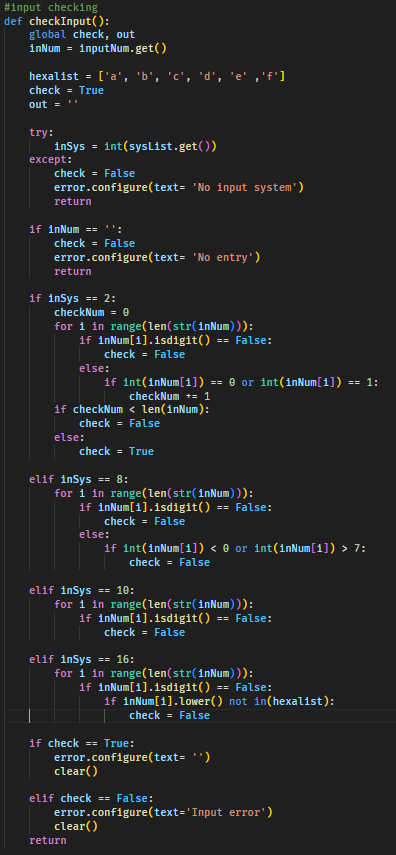 #input checking
def checkInput():
    global check, out
    inNum = inputNum.get()

    hexalist = ['a', 'b', 'c', 'd', 'e' ,'f']
    check = True
    out = ''

    try:
        inSys = int(sysList.get())
    except:
        check = False
        error.configure(text= 'No input system')
        return

    if inNum == '':
        check = False
        error.configure(text= 'No entry')
        return

    if inSys == 2:
        checkNum = 0
        for i in range(len(str(inNum))):
            if inNum[i].isdigit() == False:
                check = False
            else:
                if int(inNum[i]) == 0 or int(inNum[i]) == 1:
                    checkNum += 1
        if checkNum < len(inNum):
            check = False
        else:
            check = True

    elif inSys == 8:
        for i in range(len(str(inNum))):
            if inNum[i].isdigit() == False:
                check = False
            else:
                if int(inNum[i]) < 0 or int(inNum[i]) > 7:
                    check = False

    elif inSys == 10:
        for i in range(len(str(inNum))):
            if inNum[i].isdigit() == False:
                check = False

    elif inSys == 16:
        for i in range(len(str(inNum))):
            if inNum[i].isdigit() == False:
                if inNum[i].lower() not in(hexalist):
                    check = False

    if check == True:
        error.configure(text= '')
        clear()

    elif check == False:
        error.configure(text='Input error')
        clear()
    return